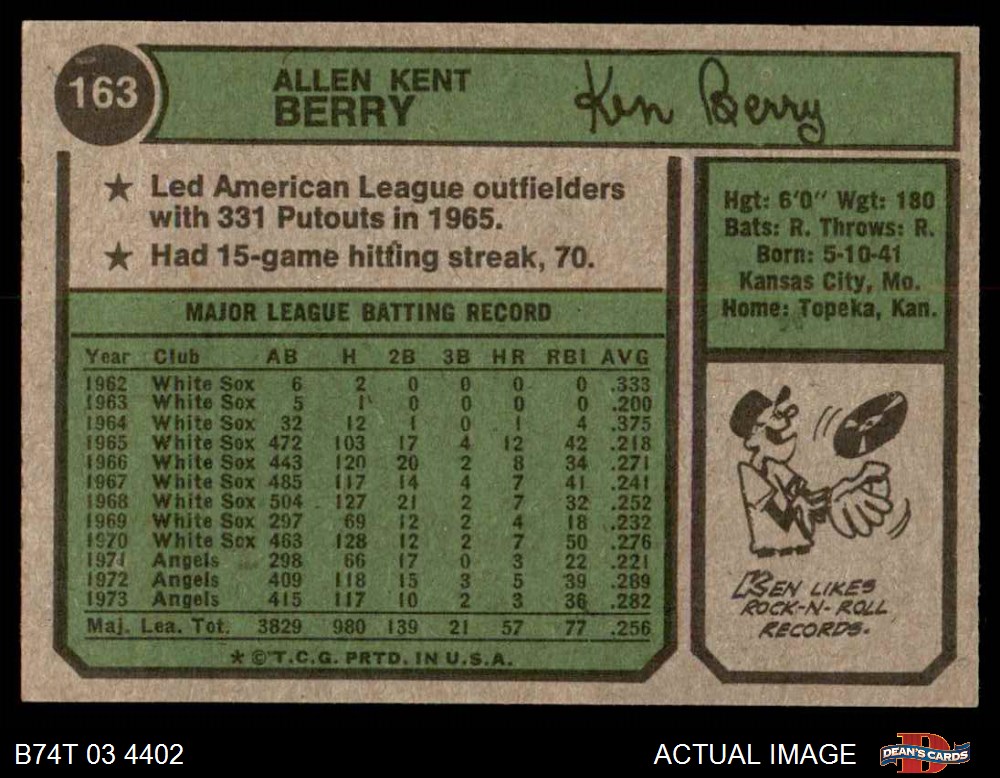 163
ALLEN KENT
BERRY
Ken Berry
★ Led American League outfielders
with 331 Putouts in 1965.
★ Had 15-game hitting streak, 70.
MAJOR LEAGUE BATTING RECORD
Year Club AB H 2B 3B HR RBI AVG
1962 White Sox 6 2 0 0 0 0 .333
1963 White Sox 5 1 0 0 0 0 .200
1964 White Sox 32 12 1 0 1 4 .375
1965 White Sox 472 103 17 4 12 42 .218
1966 White Sox 443 120 20 2 8 34 .271
1967 White Sox 485 117 14 4 7 41 .241
1968 White Sox 504 127 21 2 7 32 .252
1969 White Sox 297 69 12 2 4 18 .232
1970 White Sox 463 128 12 2 7 50 .276
1971 Angels 298 66 17 0 3 22 .221
1972 Angels 409 118 15 3 5 39 .289
1973 Angels 415 117 10 2 3 36 .282
Maj. Lea. Tot. 3829 980 139 21 57 77 .256
* © T.C.G. PRTD. IN U.S.A.
Hgt: 6'0" Wgt: 180
Bats: R. Throws: R.
Born: 5-10-41
Kansas City, Mo.
Home: Topeka, Kan.
KEN LIKES
ROCK-N-ROLL
RECORDS.
B74T 03 4402
ACTUAL IMAGE
D
DEAN'S CARDS